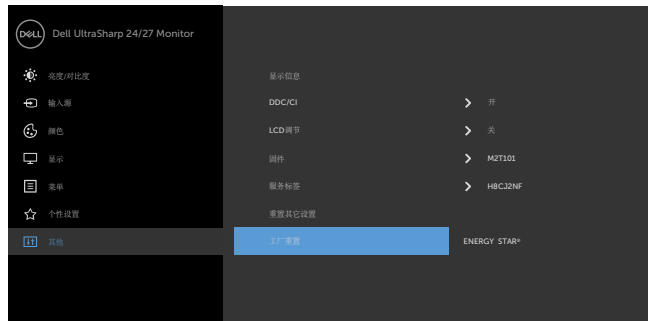 DELL Dell UltraSharp 24/27 Monitor
亮度/对比度 显示信息
输入源 DDC/CI 开
颜色 LCD调节 关
显示 固件 M2T101
菜单 服务标签 H8CJ2NF
个性设置 重置其它设置
其他 工厂重置 ENERGY STAR®